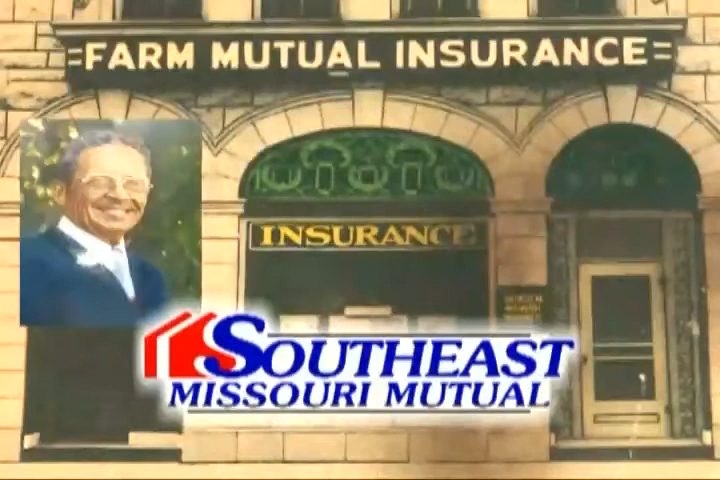 =FARM MUTUAL INSURANCE=
INSURANCE
SOUTHEAST
MISSOURI MUTUAL